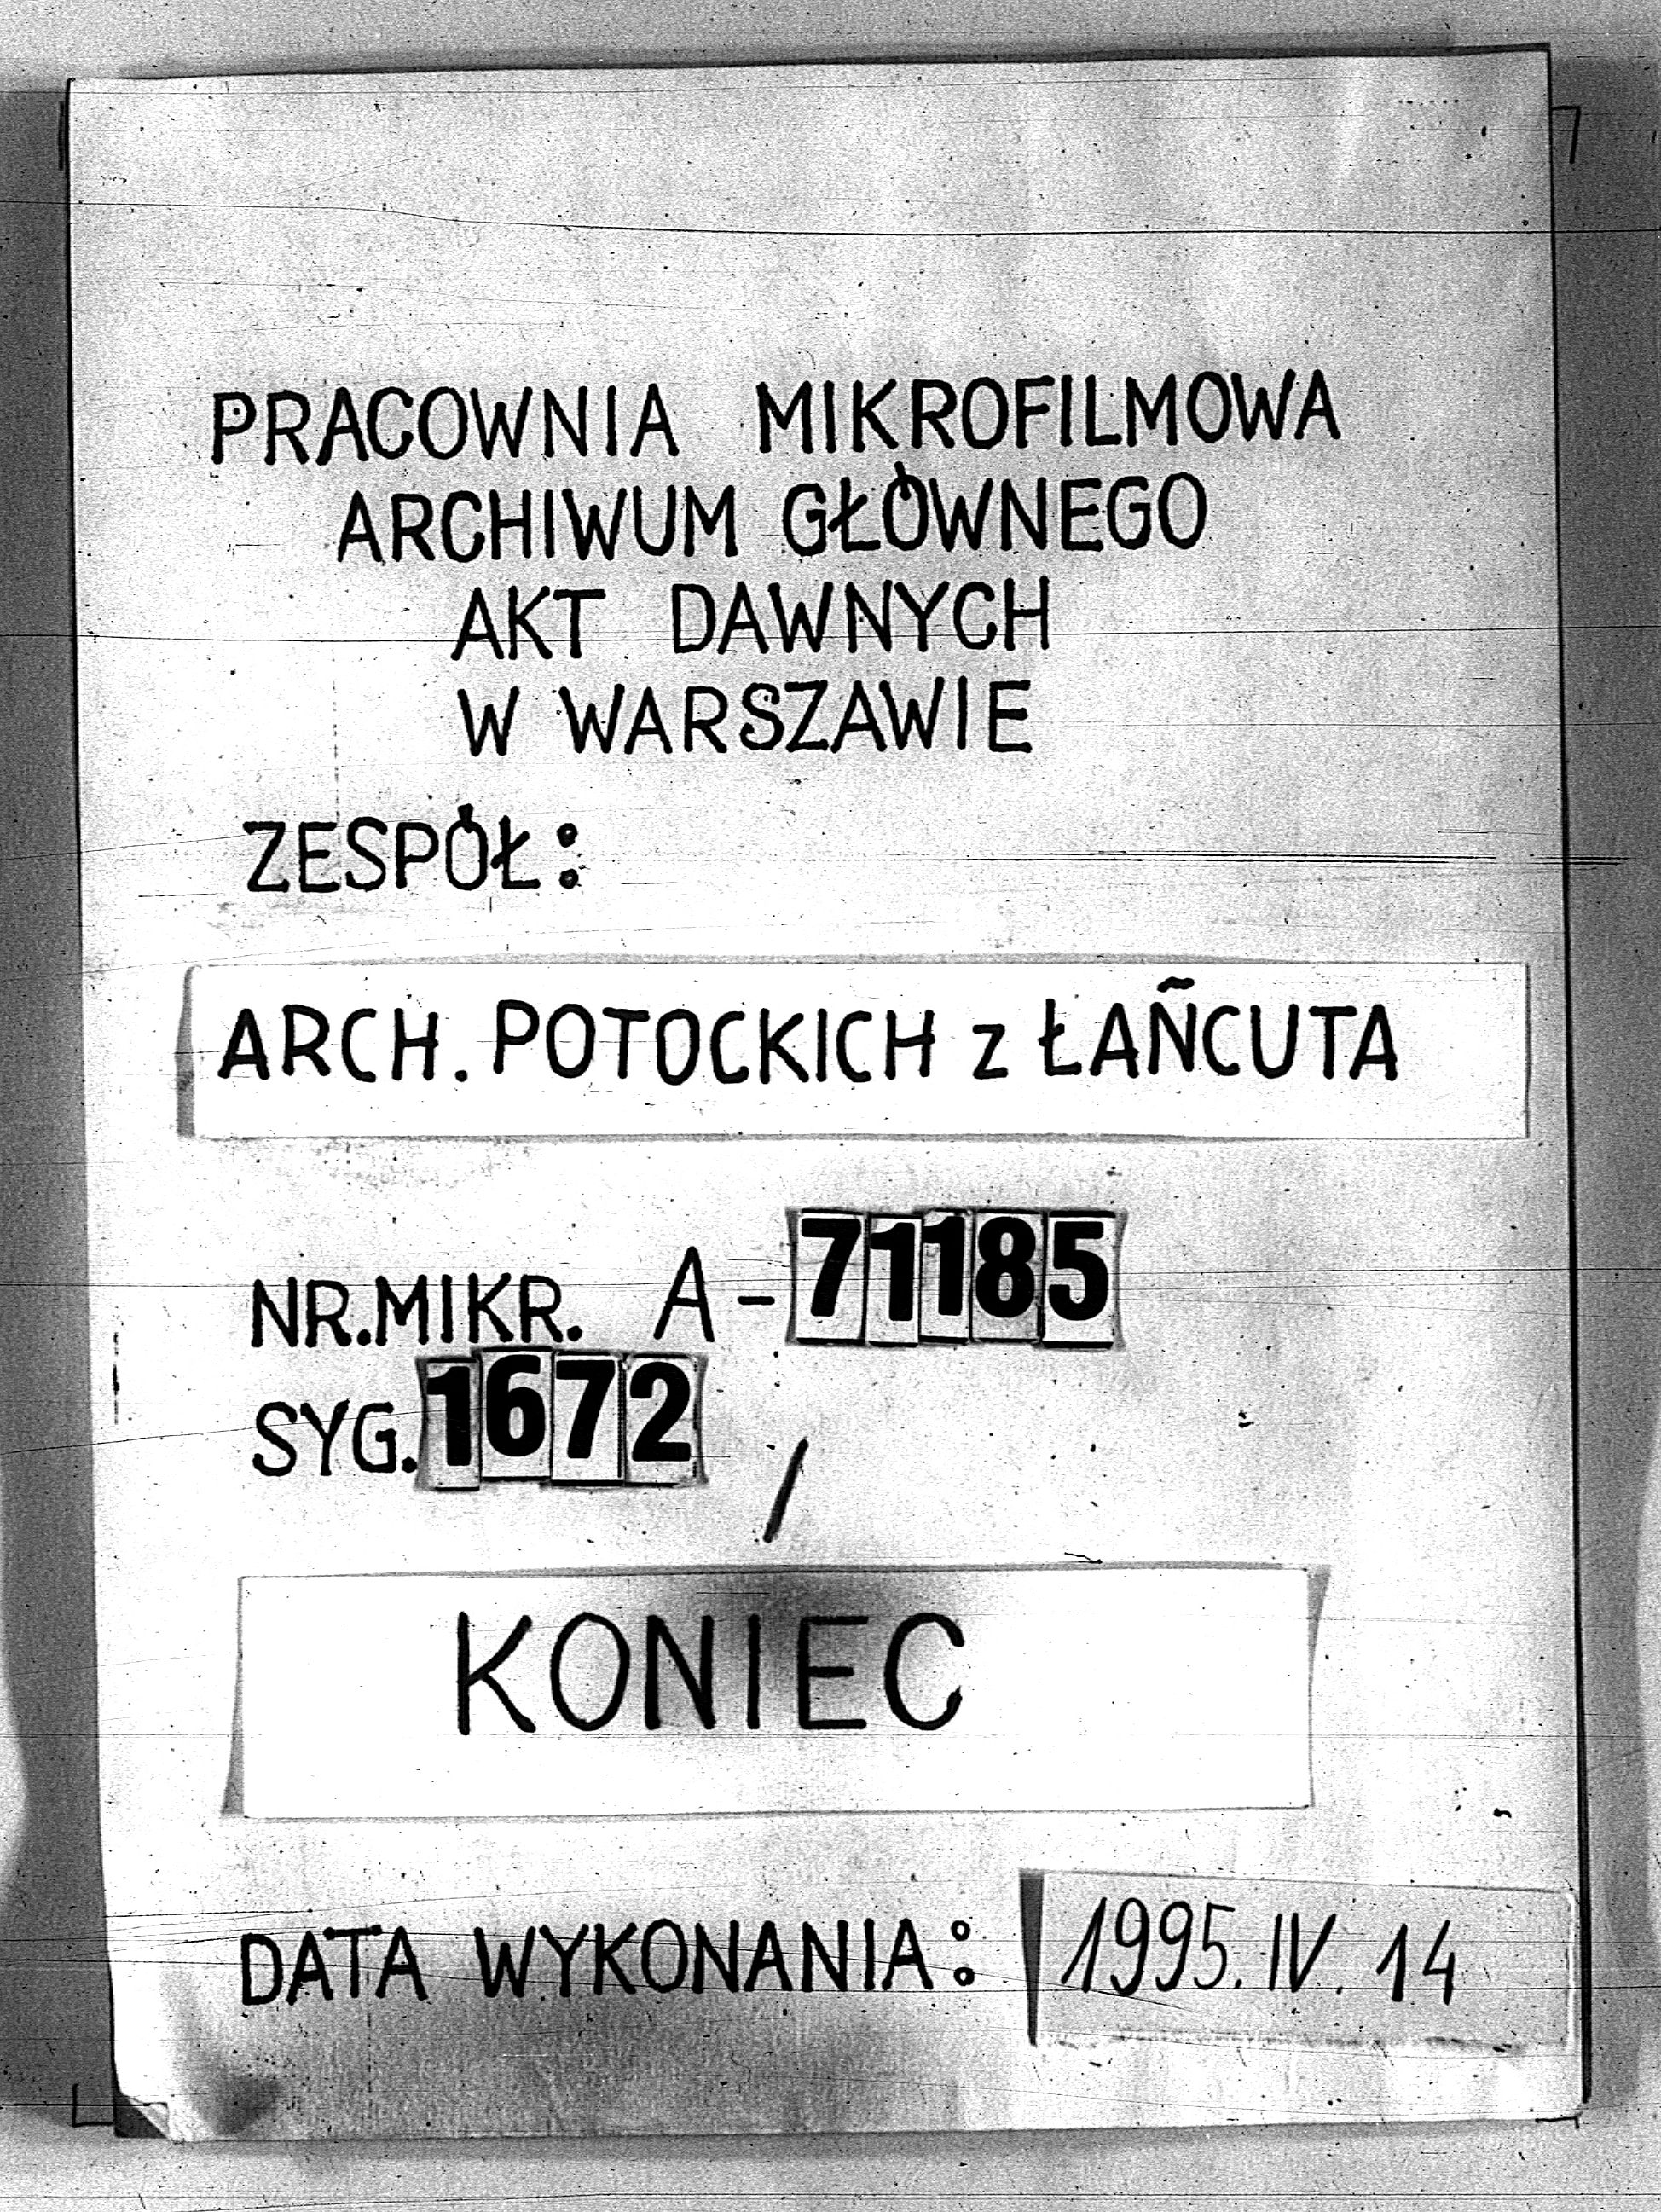 PRACOWNIA MIKROFILMOWA
ARCHIWUM GŁÓWNEGO
AKT DAWNYCH
W WARSZAWIE
ZESPÓŁ:
ARCH. POTOCKICH z ŁAŃCUTA
NR.MIKR. A-71185
SYG. 1672 /
KONIEC
DATA WYKONANIA: 1995. IV. 14